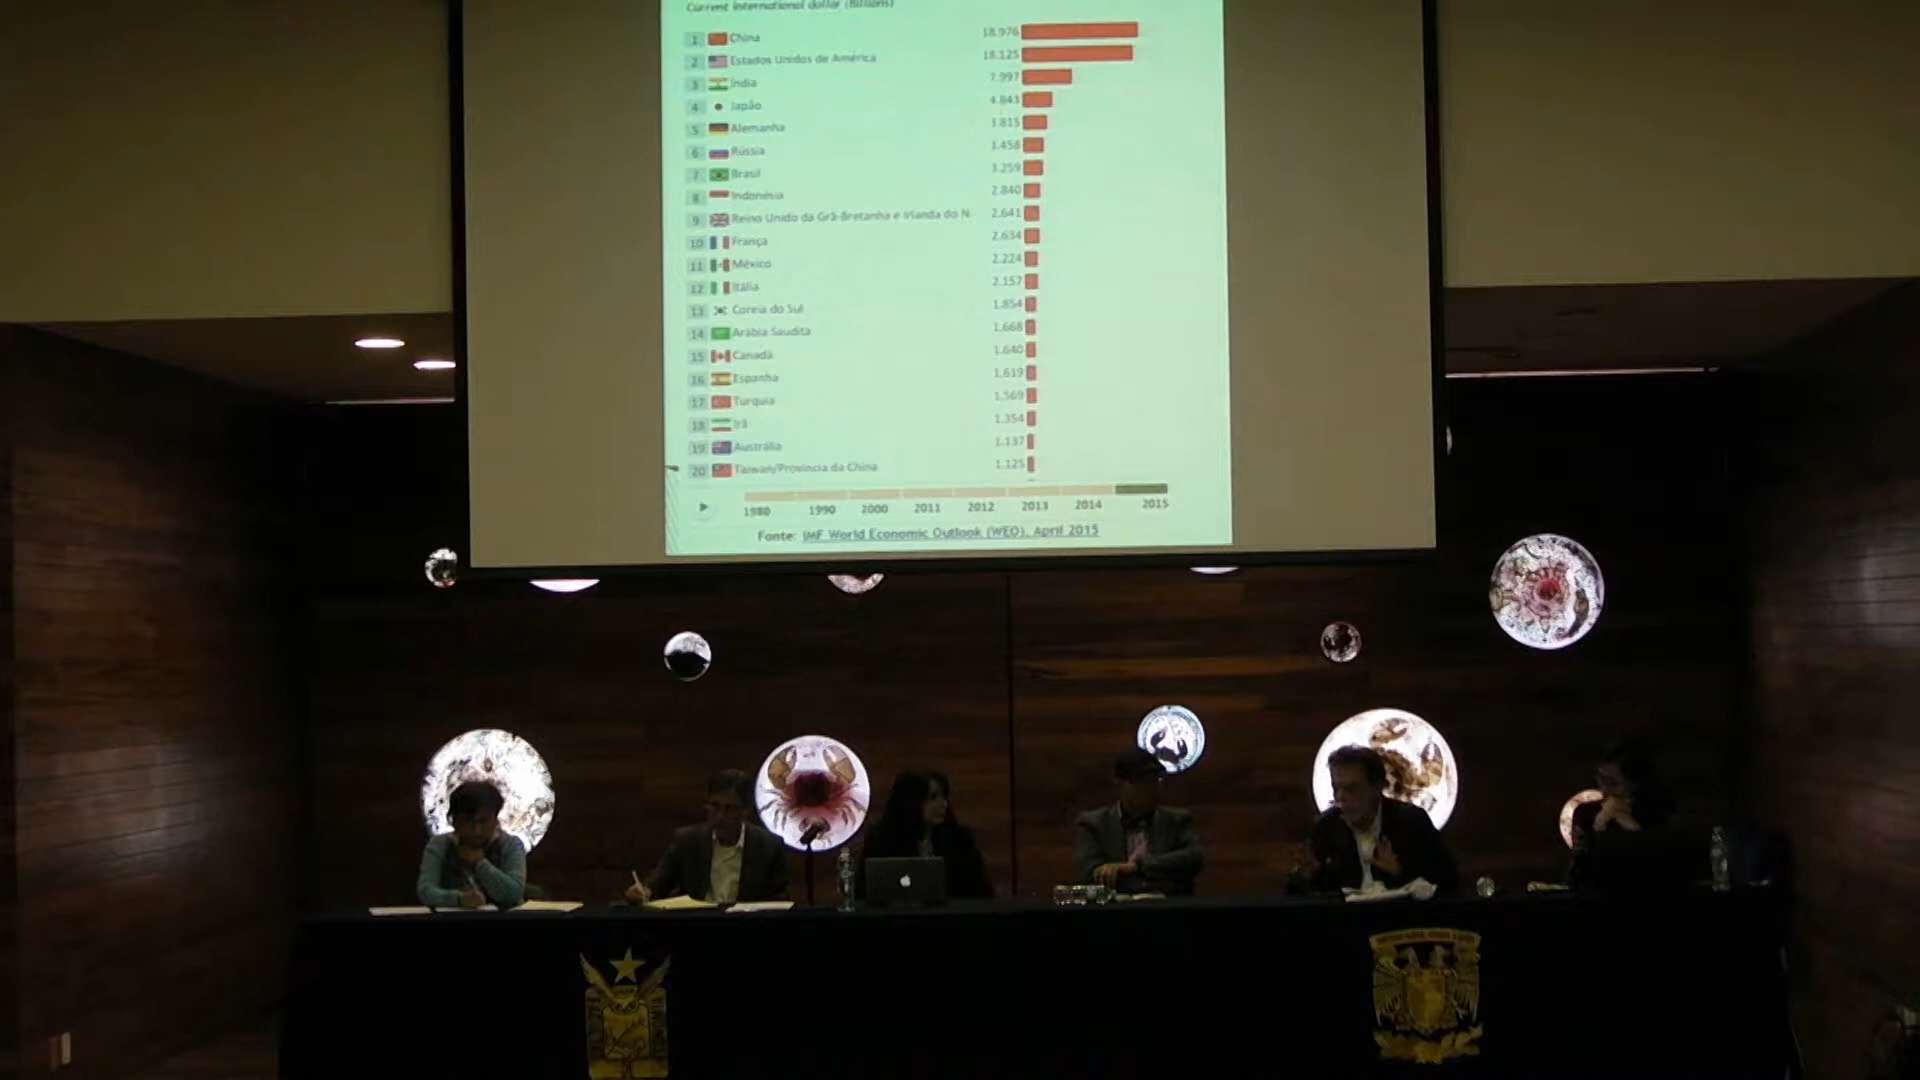 Current international dollar (Billions)
1 China 18.976
2 Estados Unidos de América 18.125
3 Índia 7.997
4 Japão 4.843
5 Alemanha 3.815
6 Rússia 3.458
7 Brasil 3.259
8 Indonésia 2.840
9 Reino Unido da Grã-Bretanha e Irlanda do N 2.641
10 França 2.634
11 México 2.224
12 Itália 2.157
13 Coreia do Sul 1.854
14 Arábia Saudita 1.668
15 Canadá 1.640
16 Espanha 1.619
17 Turquia 1.569
18 Irã 1.354
19 Austrália 1.137
20 Taiwan/Província da China 1.125
1980 1990 2000 2011 2012 2013 2014 2015
Fonte: IMF World Economic Outlook (WEO), April 2015